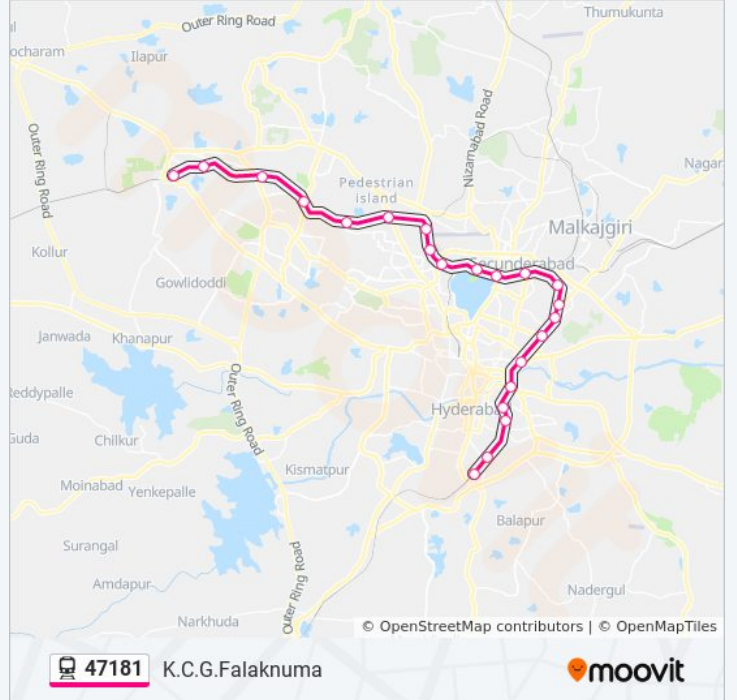 Outer Ring Road
Thumukunta
ocharam
Ilapur
Outer Ring Road
Nizamabad Road
Nagar
Pedestrian
island
Malkajgiri
Kollur
Secunderabad
Gowlidoddi
Janwada
Khanapur
Outer Ring Road
eddypalle
Hyderabad
Guda
Chilkur
Kismatpur
Moinabad
Yenkepalle
Balapur
Surangal
Outer Ring Road
Amdapur
Nadergul
Narkhuda
© OpenStreetMap contributors | © OpenMapTiles
47181 K.C.G.Falaknuma
moovit